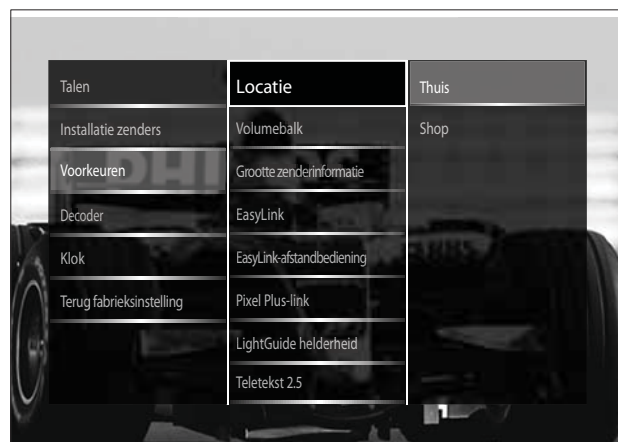 Talen
Installatie zenders
Voorkeuren
Decoder
Klok
Terug fabrieksinstelling
Locatie
Volumebalk
Grootte zenderinformatie
EasyLink
EasyLink-afstandbediening
Pixel Plus-link
LightGuide helderheid
Teletekst 2.5
Thuis
Shop